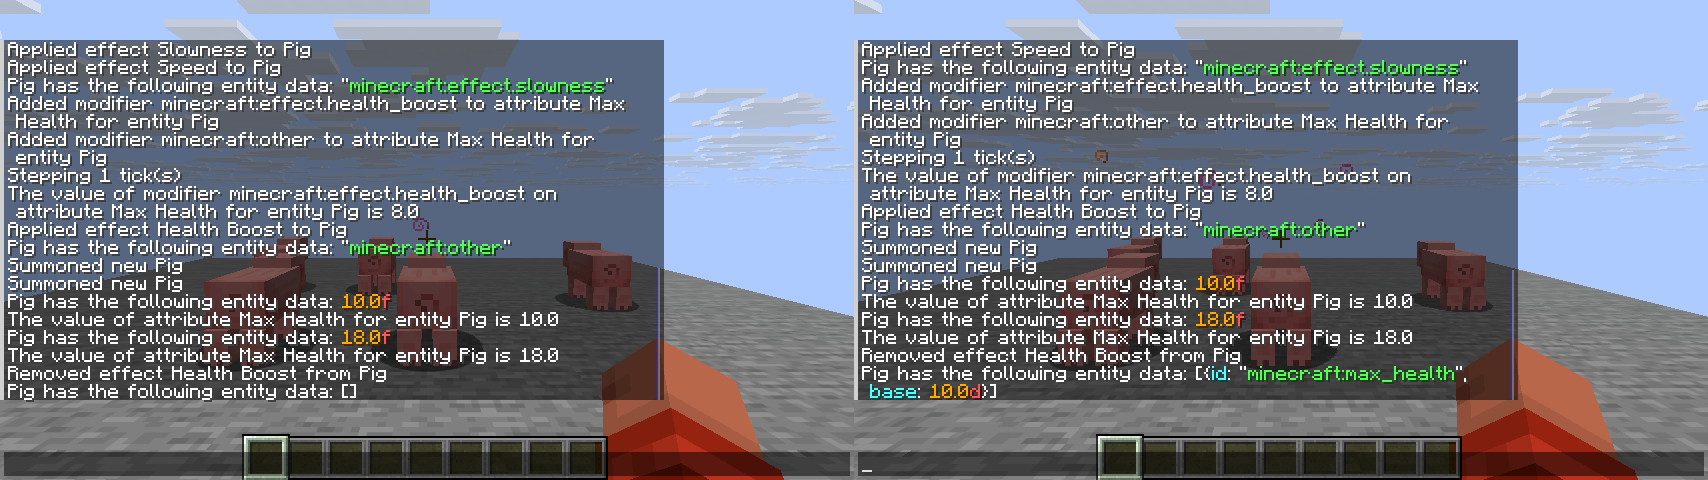 Applied effect Slowness to Pig
Applied effect Speed to Pig
Pig has the following entity data: "minecraft:effect.slowness"
Added modifier minecraft:effect.health_boost to attribute Max
Health for entity Pig
Added modifier minecraft:other to attribute Max Health for
entity Pig
Stepping 1 tick(s)
The value of modifier minecraft:effect.health_boost on
attribute Max Health for entity Pig is 8.0
Applied effect Health Boost to Pig
Pig has the following entity data: "minecraft:other"
Summoned new Pig
Summoned new Pig
Pig has the following entity data: 10.0f
The value of attribute Max Health for entity Pig is 10.0
Pig has the following entity data: 18.0f
The value of attribute Max Health for entity Pig is 18.0
Removed effect Health Boost from Pig
Pig has the following entity data: []
Applied effect Speed to Pig
Pig has the following entity data: "minecraft:effect.slowness"
Added modifier minecraft:effect.health_boost to attribute Max
Health for entity Pig
Added modifier minecraft:other to attribute Max Health for
entity Pig
Stepping 1 tick(s)
The value of modifier minecraft:effect.health_boost on
attribute Max Health for entity Pig is 8.0
Applied effect Health Boost to Pig
Pig has the following entity data: "minecraft:other"
Summoned new Pig
Summoned new Pig
Pig has the following entity data: 10.0f
The value of attribute Max Health for entity Pig is 10.0
Pig has the following entity data: 18.0f
The value of attribute Max Health for entity Pig is 18.0
Removed effect Health Boost from Pig
Pig has the following entity data: [{id: "minecraft:max_health",
base: 10.0d}]
_